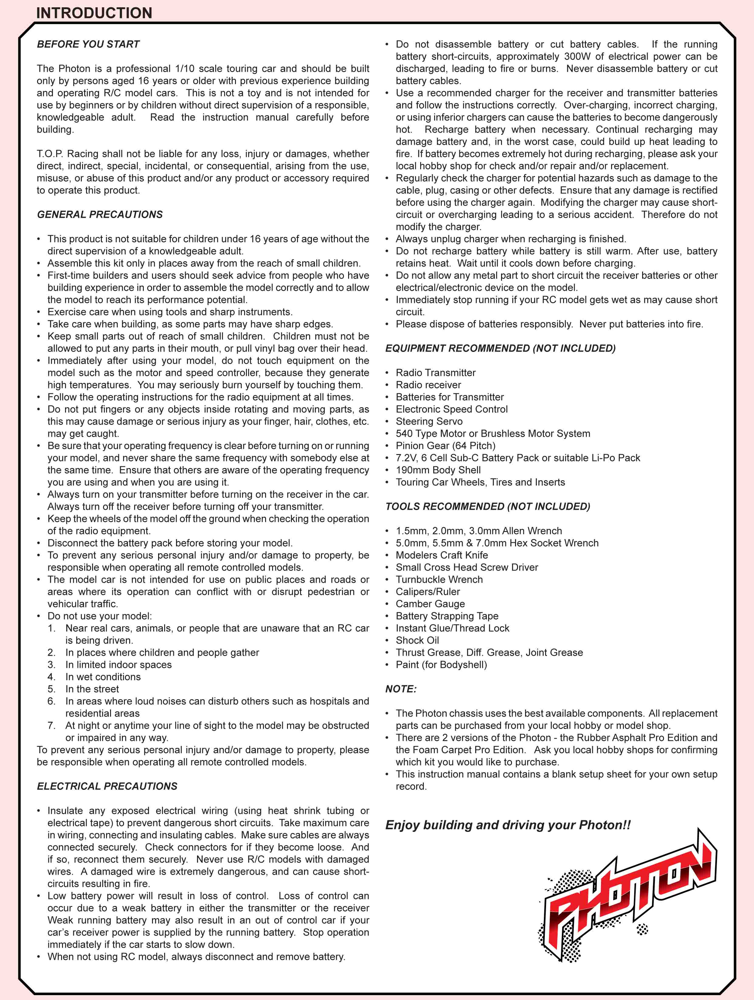 INTRODUCTION
BEFORE YOU START
The Photon is a professional 1/10 scale touring car and should be built
only by persons aged 16 years or older with previous experience building
and operating R/C model cars. This is not a toy and is not intended for
use by beginners or by children without direct supervision of a responsible,
knowledgeable adult. Read the instruction manual carefully before
building.
T.O.P. Racing shall not be liable for any loss, injury or damages, whether
direct, indirect, special, incidental, or consequential, arising from the use,
misuse, or abuse of this product and/or any product or accessory required
to operate this product.
GENERAL PRECAUTIONS
• This product is not suitable for children under 16 years of age without the
direct supervision of a knowledgeable adult.
• Assemble this kit only in places away from the reach of small children.
• First-time builders and users should seek advice from people who have
building experience in order to assemble the model correctly and to allow
the model to reach its performance potential.
• Exercise care when using tools and sharp instruments.
• Take care when building, as some parts may have sharp edges.
• Keep small parts out of reach of small children. Children must not be
allowed to put any parts in their mouth, or pull vinyl bag over their head.
• Immediately after using your model, do not touch equipment on the
model such as the motor and speed controller, because they generate
high temperatures. You may seriously burn yourself by touching them.
• Follow the operating instructions for the radio equipment at all times.
• Do not put fingers or any objects inside rotating and moving parts, as
this may cause damage or serious injury as your finger, hair, clothes, etc.
may get caught.
• Be sure that your operating frequency is clear before turning on or running
your model, and never share the same frequency with somebody else at
the same time. Ensure that others are aware of the operating frequency
you are using and when you are using it.
• Always turn on your transmitter before turning on the receiver in the car.
Always turn off the receiver before turning off your transmitter.
• Keep the wheels of the model off the ground when checking the operation
of the radio equipment.
• Disconnect the battery pack before storing your model.
• To prevent any serious personal injury and/or damage to property, be
responsible when operating all remote controlled models.
• The model car is not intended for use on public places and roads or
areas where its operation can conflict with or disrupt pedestrian or
vehicular traffic.
• Do not use your model:
1. Near real cars, animals, or people that are unaware that an RC car
is being driven.
2. In places where children and people gather
3. In limited indoor spaces
4. In wet conditions
5. In the street
6. In areas where loud noises can disturb others such as hospitals and
residential areas
7. At night or anytime your line of sight to the model may be obstructed
or impaired in any way.
To prevent any serious personal injury and/or damage to property, please
be responsible when operating all remote controlled models.
ELECTRICAL PRECAUTIONS
• Insulate any exposed electrical wiring (using heat shrink tubing or
electrical tape) to prevent dangerous short circuits. Take maximum care
in wiring, connecting and insulating cables. Make sure cables are always
connected securely. Check connectors for if they become loose. And
if so, reconnect them securely. Never use R/C models with damaged
wires. A damaged wire is extremely dangerous, and can cause short-
circuits resulting in fire.
• Low battery power will result in loss of control. Loss of control can
occur due to a weak battery in either the transmitter or the receiver
Weak running battery may also result in an out of control car if your
car's receiver power is supplied by the running battery. Stop operation
immediately if the car starts to slow down.
• When not using RC model, always disconnect and remove battery.
• Do not disassemble battery or cut battery cables. If the running
battery short-circuits, approximately 300W of electrical power can be
discharged, leading to fire or burns. Never disassemble battery or cut
battery cables.
• Use a recommended charger for the receiver and transmitter batteries
and follow the instructions correctly. Over-charging, incorrect charging,
or using inferior chargers can cause the batteries to become dangerously
hot. Recharge battery when necessary. Continual recharging may
damage battery and, in the worst case, could build up heat leading to
fire. If battery becomes extremely hot during recharging, please ask your
local hobby shop for check and/or repair and/or replacement.
• Regularly check the charger for potential hazards such as damage to the
cable, plug, casing or other defects. Ensure that any damage is rectified
before using the charger again. Modifying the charger may cause short-
circuit or overcharging leading to a serious accident. Therefore do not
modify the charger.
• Always unplug charger when recharging is finished.
• Do not recharge battery while battery is still warm. After use, battery
retains heat. Wait until it cools down before charging.
• Do not allow any metal part to short circuit the receiver batteries or other
electrical/electronic device on the model.
• Immediately stop running if your RC model gets wet as may cause short
circuit.
• Please dispose of batteries responsibly. Never put batteries into fire.
EQUIPMENT RECOMMENDED (NOT INCLUDED)
• Radio Transmitter
• Radio receiver
• Batteries for Transmitter
• Electronic Speed Control
• Steering Servo
• 540 Type Motor or Brushless Motor System
• Pinion Gear (64 Pitch)
• 7.2V, 6 Cell Sub-C Battery Pack or suitable Li-Po Pack
• 190mm Body Shell
• Touring Car Wheels, Tires and Inserts
TOOLS RECOMMENDED (NOT INCLUDED)
• 1.5mm, 2.0mm, 3.0mm Allen Wrench
• 5.0mm, 5.5mm & 7.0mm Hex Socket Wrench
• Modelers Craft Knife
• Small Cross Head Screw Driver
• Turnbuckle Wrench
• Calipers/Ruler
• Camber Gauge
• Battery Strapping Tape
• Instant Glue/Thread Lock
• Shock Oil
• Thrust Grease, Diff. Grease, Joint Grease
• Paint (for Bodyshell)
NOTE:
• The Photon chassis uses the best available components. All replacement
parts can be purchased from your local hobby or model shop.
• There are 2 versions of the Photon - the Rubber Asphalt Pro Edition and
the Foam Carpet Pro Edition. Ask you local hobby shops for confirming
which kit you would like to purchase.
• This instruction manual contains a blank setup sheet for your own setup
record.
Enjoy building and driving your Photon!!
PHOTON